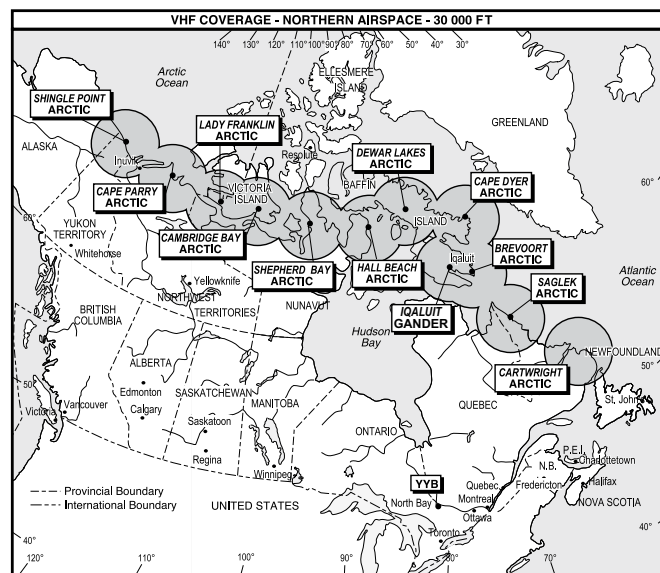 VHF COVERAGE - NORTHERN AIRSPACE - 30 000 FT
140° 130° 120° 110° 100° 90° 80° 70° 60° 50° 40° 30°
Arctic
Ocean
ELLESMERE
ISLAND
GREENLAND
SHINGLE POINT
ARCTIC
LADY FRANKLIN
ARCTIC
DEWAR LAKES
ARCTIC
CAPE DYER
ARCTIC
ALASKA
Inuvik
Resolute
60°
CAPE PARRY
ARCTIC
VICTORIA
ISLAND
BAFFIN
ISLAND
60°
YUKON
TERRITORY
Whitehorse
CAMBRIDGE BAY
ARCTIC
SHEPHERD BAY
ARCTIC
HALL BEACH
ARCTIC
Iqaluit
BREVOORT
ARCTIC
Atlantic
Ocean
Yellowknife
NORTHWEST
TERRITORIES
NUNAVUT
IQALUIT
GANDER
SAGLEK
ARCTIC
BRITISH
COLUMBIA
Hudson
Bay
NEWFOUNDLAND
50°
ALBERTA
CARTWRIGHT
ARCTIC
50°
Edmonton
SASKATCHEWAN
MANITOBA
QUEBEC
St. John's
Vancouver
Victoria
Calgary
Saskatoon
ONTARIO
Regina
Winnipeg
P.E.I.
Charlottetown
N.B.
Fredericton
Halifax
NOVA SCOTIA
YYB
North Bay
Quebec
Montreal
Ottawa
Toronto
Provincial Boundary
International Boundary
UNITED STATES
40°
40°
120° 110° 100° 90° 80° 70°